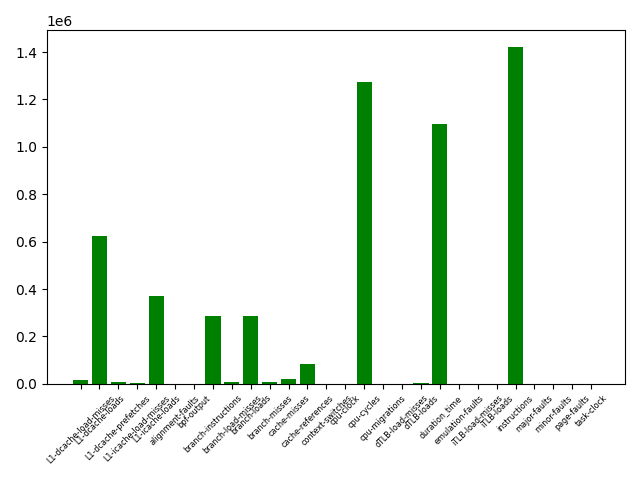 1e6
1.4
1.2
1.0
0.8
0.6
0.4
0.2
0.0
L1-dcache-load-misses
L1-dcache-loads
L1-dcache-prefetches
L1-icache-load-misses
L1-icache-loads
alignment-faults
bpf-output
branch-instructions
branch-load-misses
branch-loads
branch-misses
cache-misses
cache-references
context-switches
cpu-clock
cpu-cycles
cpu-migrations
dTLB-load-misses
dTLB-loads
duration_time
emulation-faults
iTLB-load-misses
iTLB-loads
instructions
major-faults
minor-faults
page-faults
task-clock